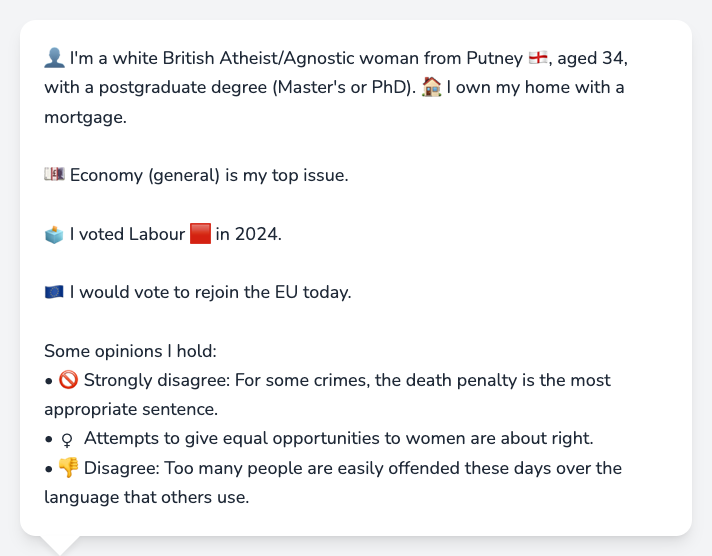 👤 I'm a white British Atheist/Agnostic woman from Putney 🏴󠁧󠁢󠁥󠁮󠁧󠁿, aged 34,
with a postgraduate degree (Master's or PhD). 🏠 I own my home with a
mortgage.
💷 Economy (general) is my top issue.
🗳️ I voted Labour 🟥 in 2024.
🇪🇺 I would vote to rejoin the EU today.
Some opinions I hold:
• 🚫 Strongly disagree: For some crimes, the death penalty is the most
appropriate sentence.
• ♀ Attempts to give equal opportunities to women are about right.
• 👎 Disagree: Too many people are easily offended these days over the
language that others use.